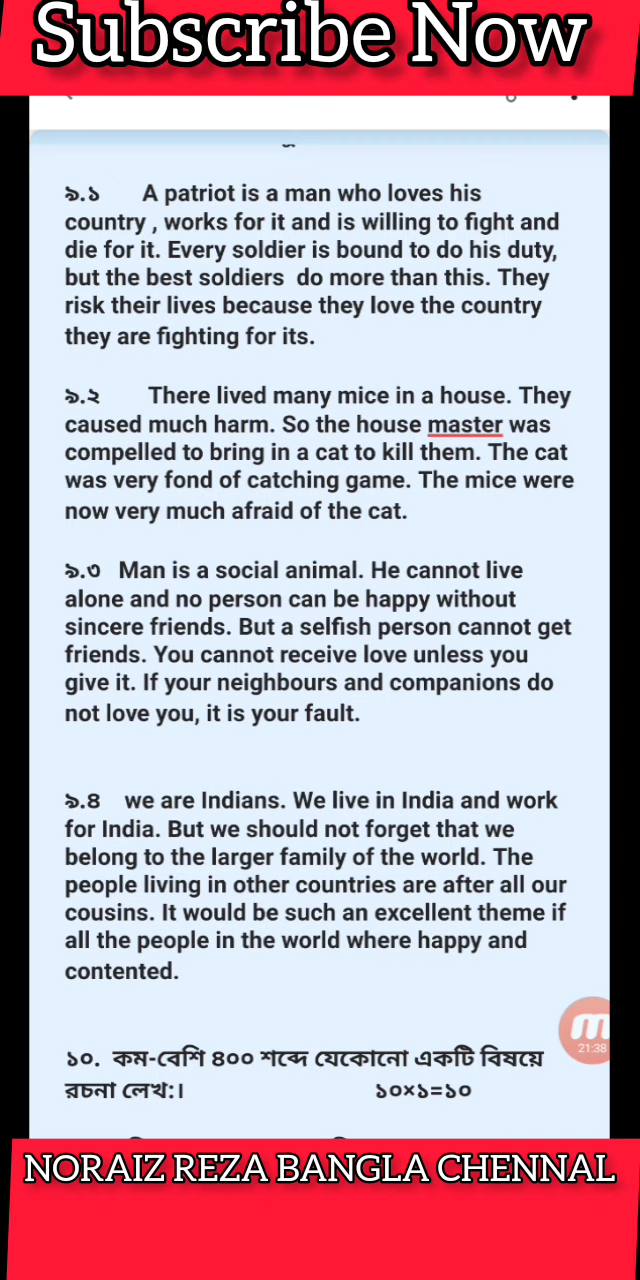 Subscribe Now
৯.১ A patriot is a man who loves his
country , works for it and is willing to fight and
die for it. Every soldier is bound to do his duty,
but the best soldiers do more than this. They
risk their lives because they love the country
they are fighting for its.
৯.২ There lived many mice in a house. They
caused much harm. So the house master was
compelled to bring in a cat to kill them. The cat
was very fond of catching game. The mice were
now very much afraid of the cat.
৯.৩ Man is a social animal. He cannot live
alone and no person can be happy without
sincere friends. But a selfish person cannot get
friends. You cannot receive love unless you
give it. If your neighbours and companions do
not love you, it is your fault.
৯.৪ we are Indians. We live in India and work
for India. But we should not forget that we
belong to the larger family of the world. The
people living in other countries are after all our
cousins. It would be such an excellent theme if
all the people in the world where happy and
contented.
21:38
১০. কম-বেশি ৪০০ শব্দে যেকোনো একটি বিষয়ে
রচনা লেখ:। ১০×১=১০
NORAIZ REZA BANGLA CHENNAL